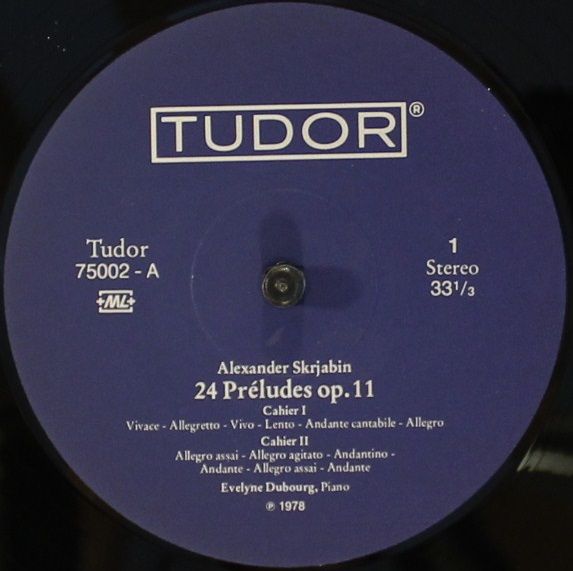 TUDOR®
Tudor
75002 - A
+ML+
1
Stereo
33¹/₃
Alexander Skrjabin
24 Préludes op. 11
Cahier I
Vivace - Allegretto - Vivo - Lento - Andante cantabile - Allegro
Cahier II
Allegro assai - Allegro agitato - Andantino -
Andante - Allegro assai - Andante
Evelyne Dubourg, Piano
℗ 1978